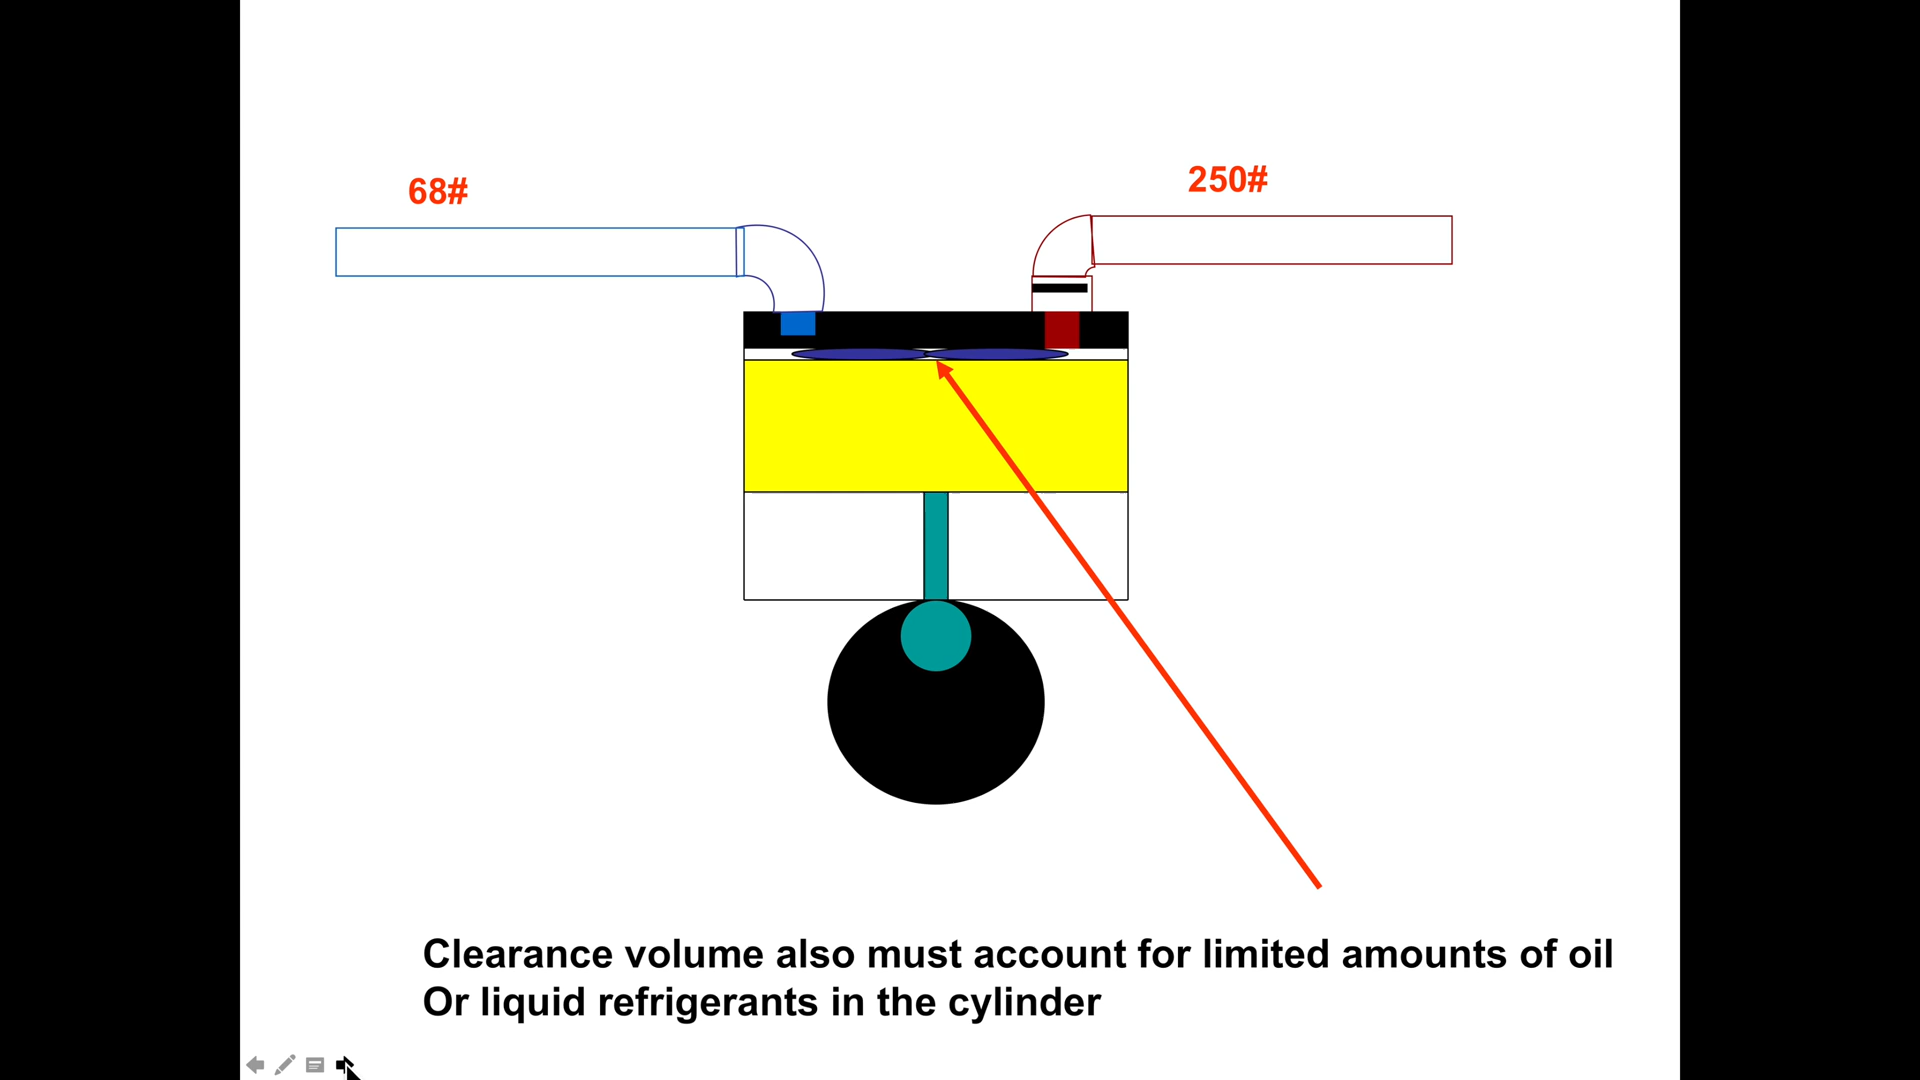 68#
250#
Clearance volume also must account for limited amounts of oil
Or liquid refrigerants in the cylinder